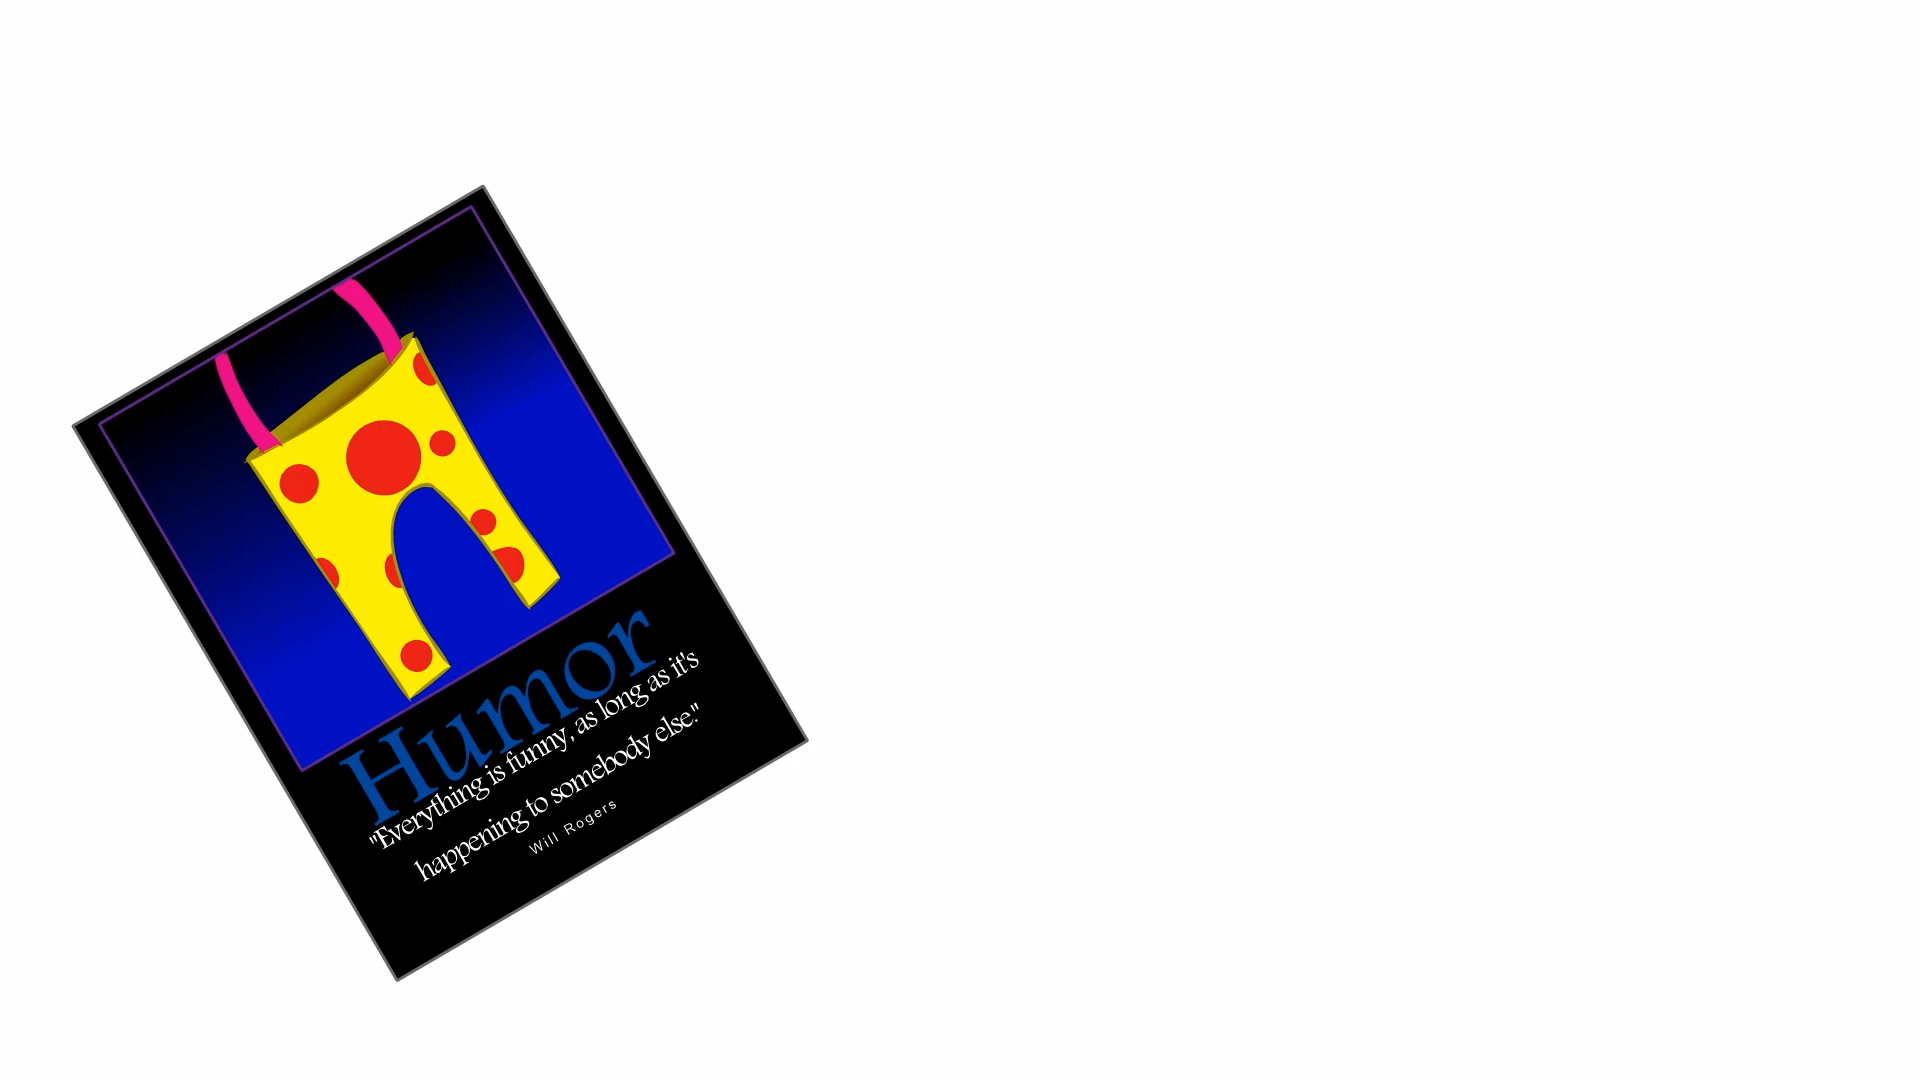 Humor
"Everything is funny, as long as it's
happening to somebody else."
Will Rogers